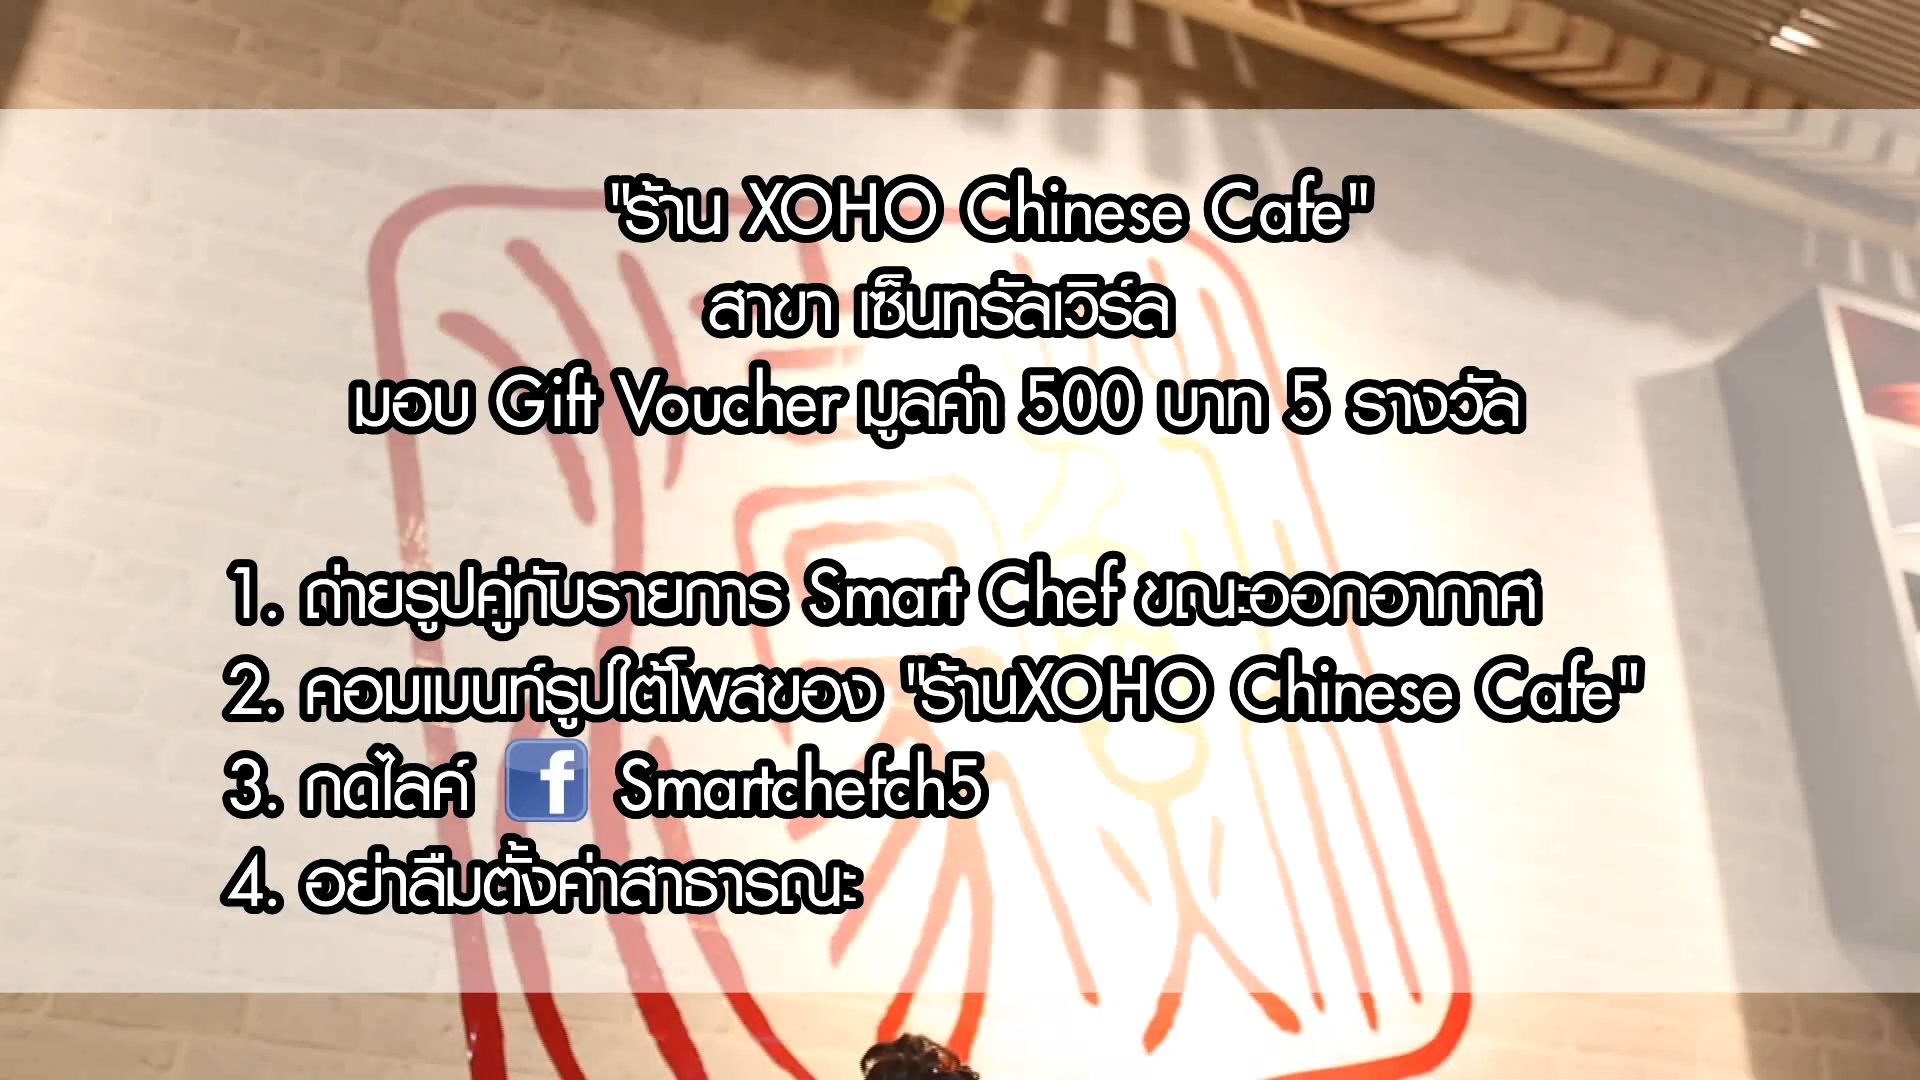 "ร้าน XOHO Chinese Cafe"
สาขา เซ็นทรัลเวิร์ล
มอบ Gift Voucher มูลค่า 500 บาท 5 รางวัล
1. ถ่ายรูปคู่กับรายการ Smart Chef ขณะออกอากาศ
2. คอมเมนท์รูปใต้โพสของ "ร้านXOHO Chinese Cafe"
3. กดไลค์ f Smartchefch5
4. อย่าลืมตั้งค่าสาธารณะ